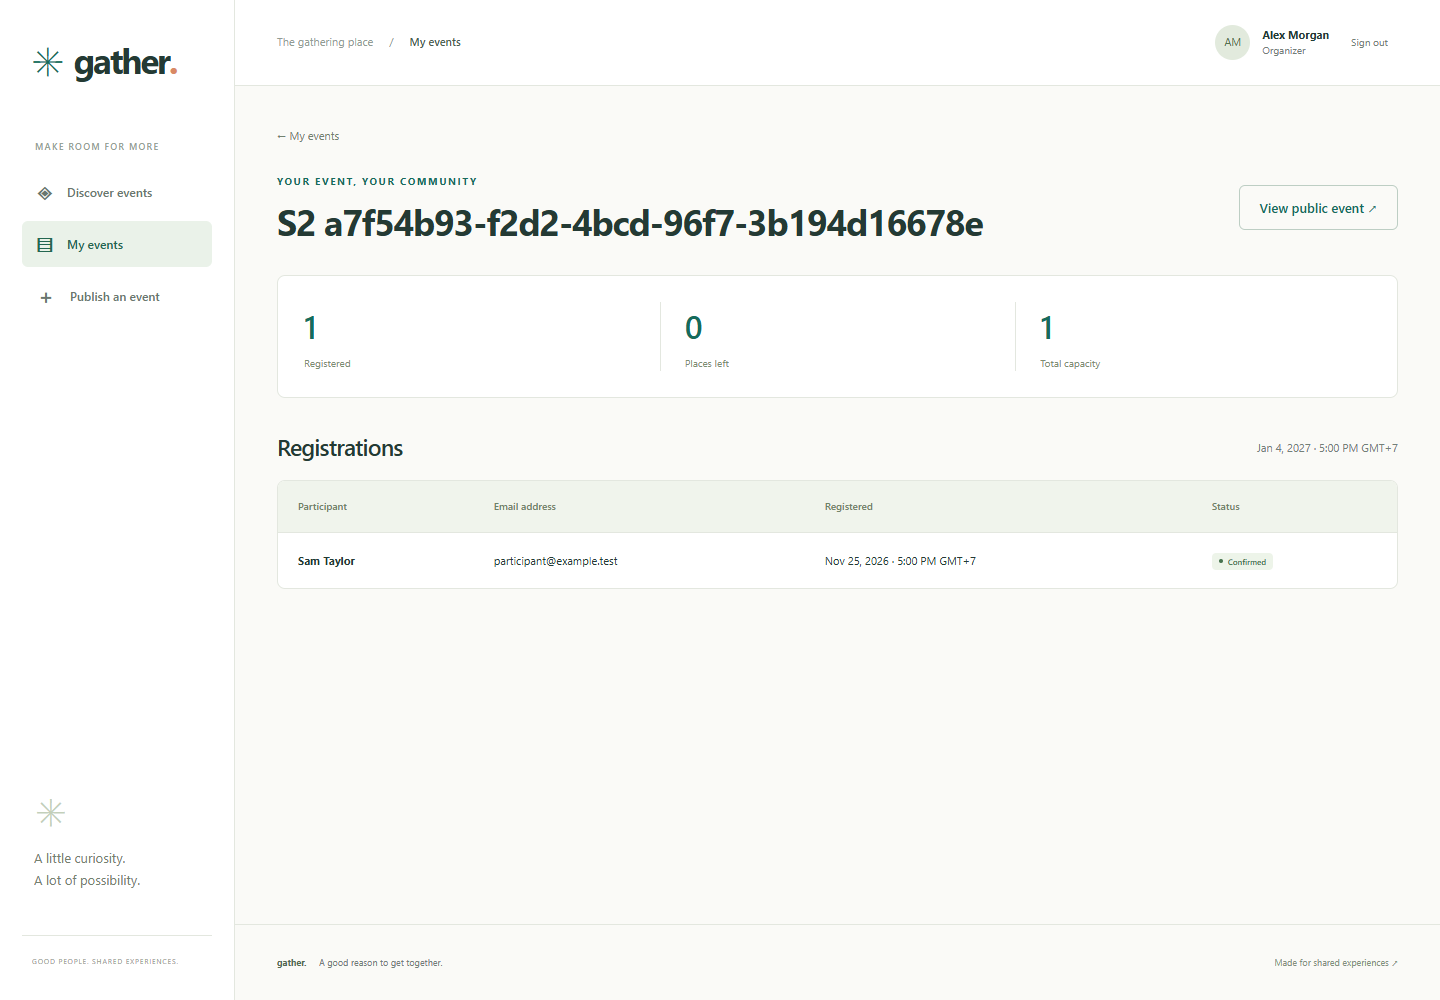 gather.
MAKE ROOM FOR MORE
Discover events
My events
Publish an event
A little curiosity.
A lot of possibility.
GOOD PEOPLE. SHARED EXPERIENCES.
The gathering place / My events
AM
Alex Morgan
Organizer
Sign out
← My events
YOUR EVENT, YOUR COMMUNITY
S2 a7f54b93-f2d2-4bcd-96f7-3b194d16678e
View public event ↗
1
Registered
0
Places left
1
Total capacity
Registrations
Jan 4, 2027 · 5:00 PM GMT+7
Participant Email address Registered Status
Sam Taylor participant@example.test Nov 25, 2026 · 5:00 PM GMT+7 Confirmed
gather. A good reason to get together.
Made for shared experiences ↗